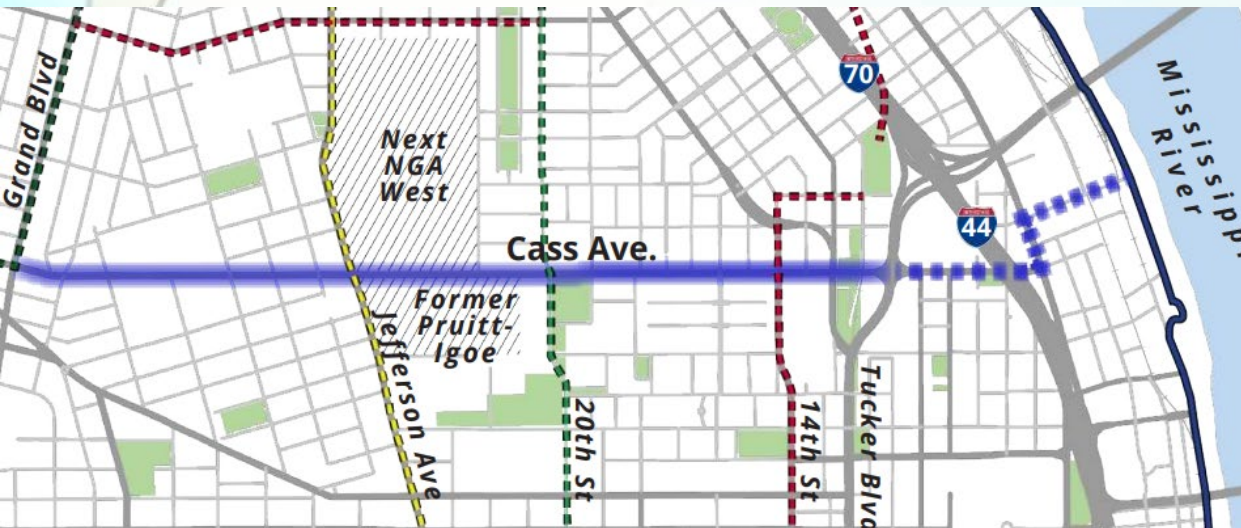 Grand Blvd
Next
NGA
West
70
Mississippi
River
44
Cass Ave.
Former
Pruitt-
Igoe
Jefferson Ave
20th St
14th St
Tucker Blvd